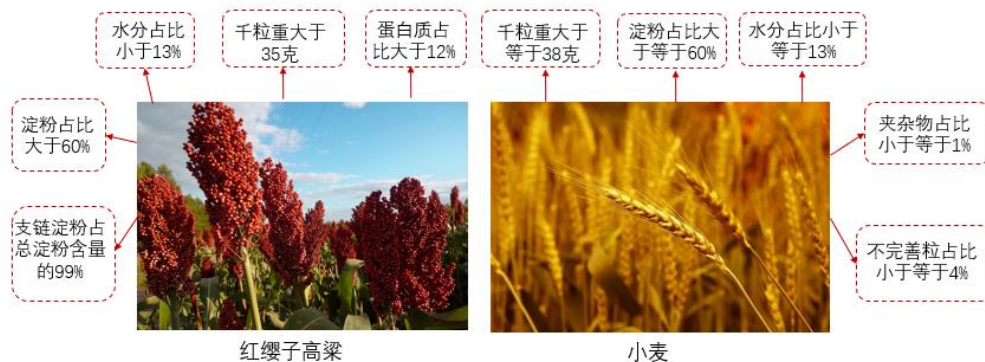 水分占比
小于13%
千粒重大于
35克
蛋白质占
比大于12%
千粒重大于
等于38克
淀粉占比大
于等于60%
水分占比小于
等于13%
淀粉占比
大于60%
夹杂物占比
小于等于1%
支链淀粉占
总淀粉含量
的99%
不完善粒占比
小于等于4%
红缨子高粱
小麦